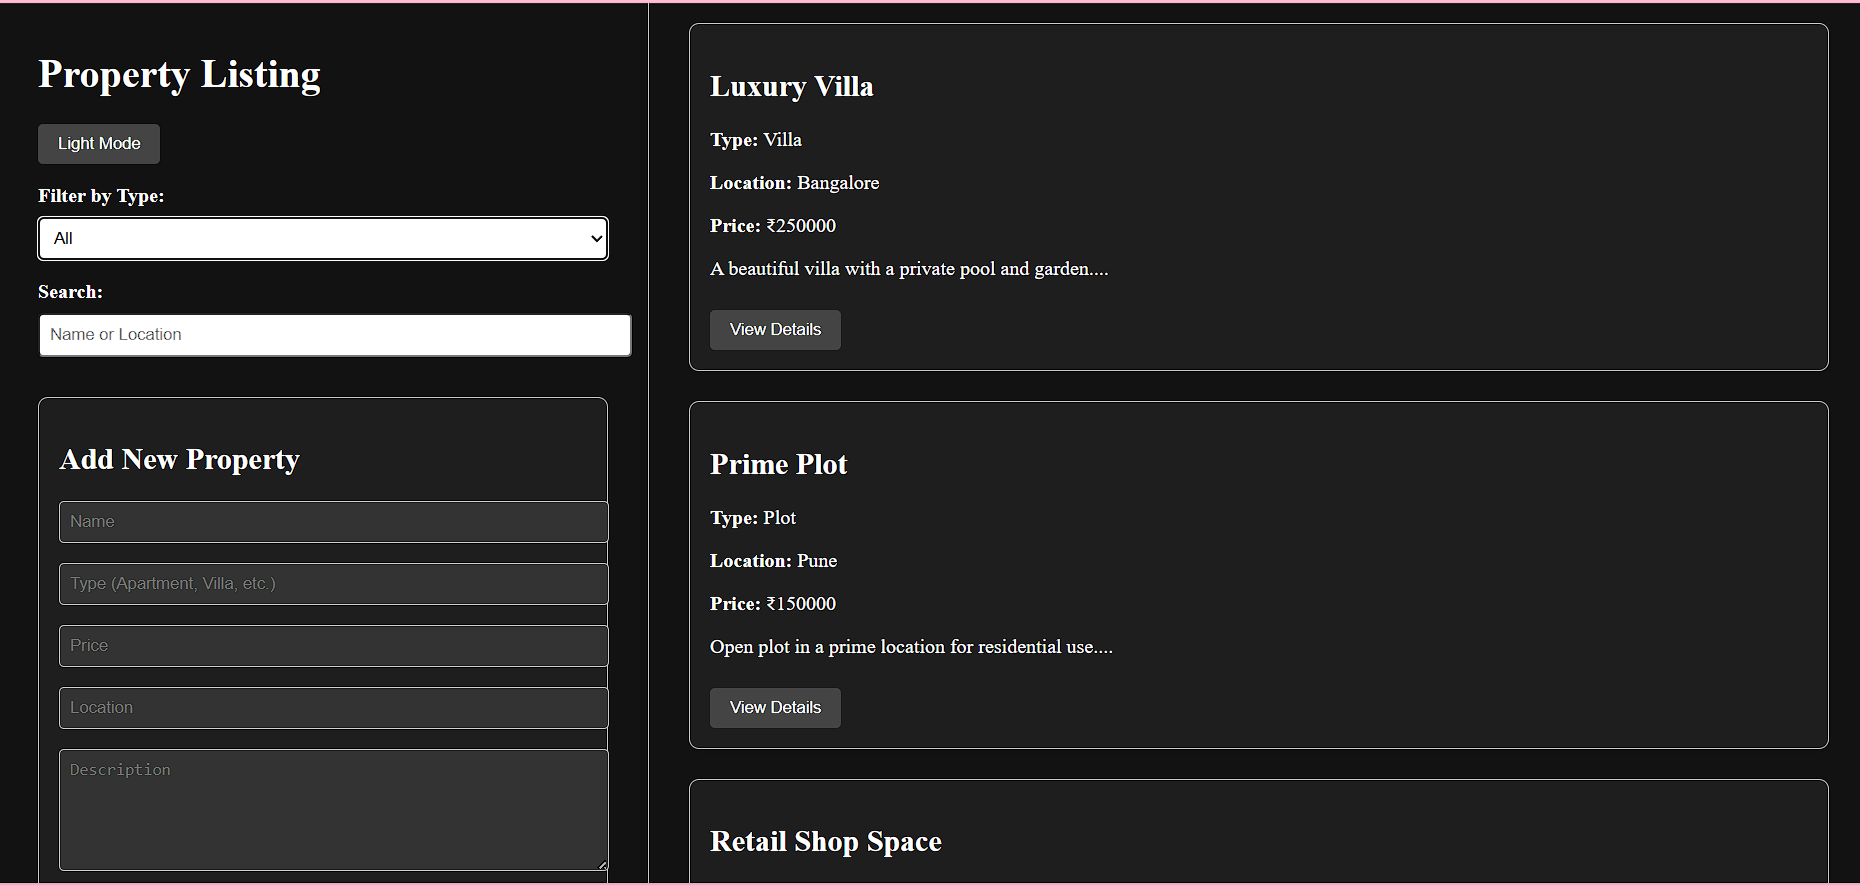 Property Listing
Light Mode
Filter by Type:
All
Search:
Name or Location
Add New Property
Name
Type (Apartment, Villa, etc.)
Price
Location
Description
Luxury Villa
Type: Villa
Location: Bangalore
Price: ₹250000
A beautiful villa with a private pool and garden....
View Details
Prime Plot
Type: Plot
Location: Pune
Price: ₹150000
Open plot in a prime location for residential use....
View Details
Retail Shop Space